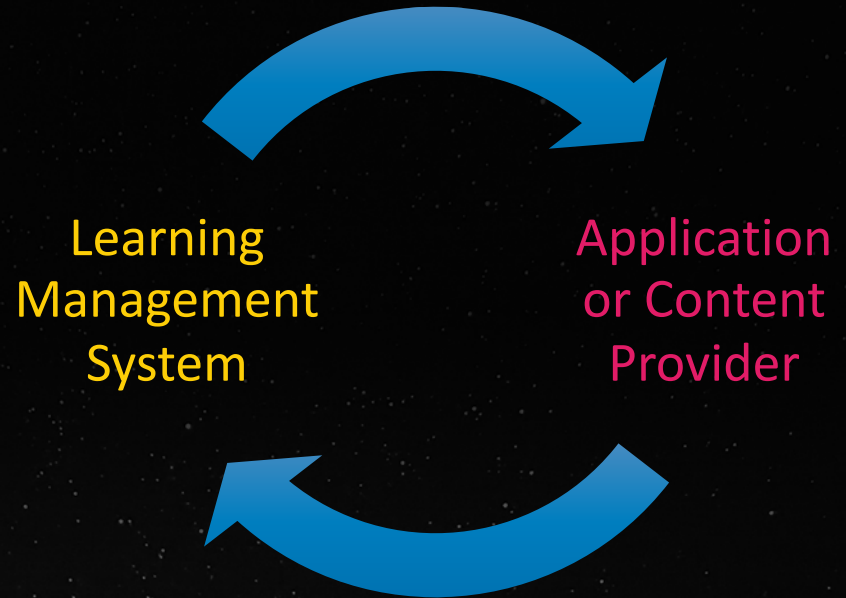 Learning
Management
System
Application
or Content
Provider